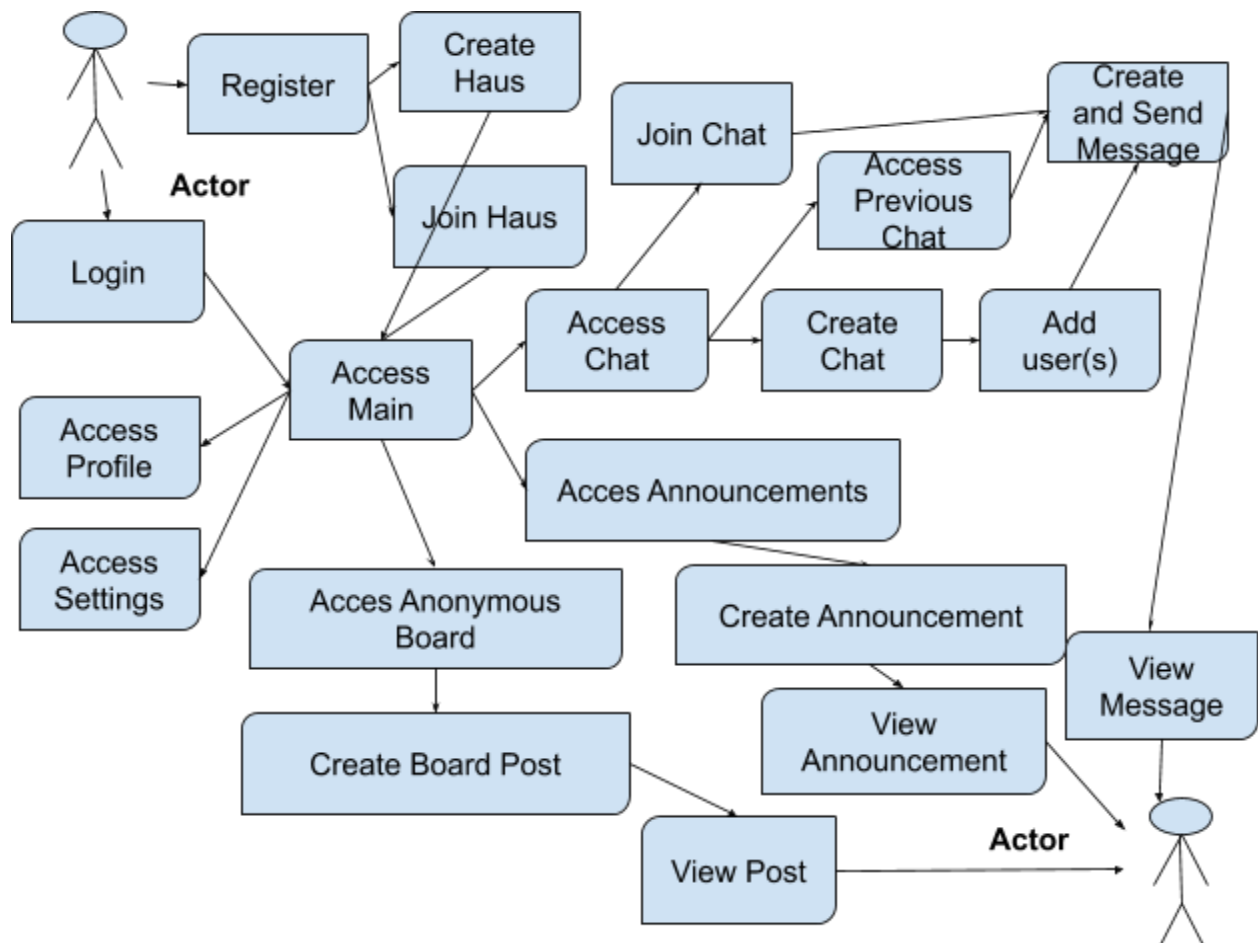 Create
Haus
Register
Create
and Send
Message
Join Chat
Access
Previous
Chat
Actor
Join Haus
Login
Access
Chat
Create
Chat
Add
user(s)
Access
Main
Access
Profile
Acces Announcements
Access
Settings
Acces Anonymous
Board
Create Announcement
View
Message
View
Announcement
Create Board Post
Actor
View Post